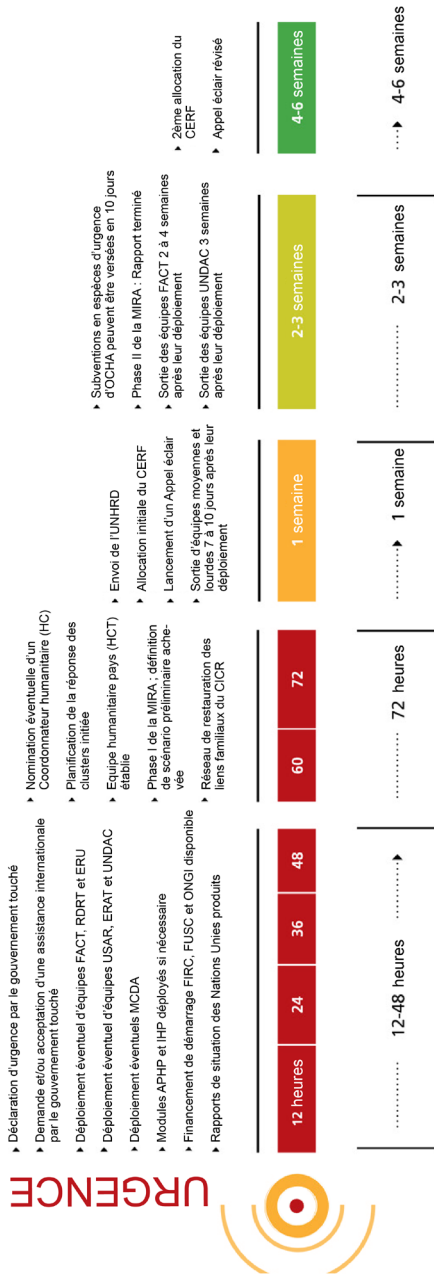 URGENCE
▸ Déclaration d'urgence par le gouvernement touché
▸ Demande et/ou acceptation d'une assistance internationale
par le gouvernement touché
▸ Déploiement éventuel d'équipes FACT, RDRT et ERU
▸ Déploiement éventuel d'équipes USAR, ERAT et UNDAC
▸ Déploiement éventuels MCDA
▸ Modules APHP et IHP déployés si nécessaire
▸ Financement de démarrage FIRC, FUSC et ONGI disponible
▸ Rapports de situation des Nations Unies produits
▸ Nomination éventuelle d'un
Coordonnateur humanitaire (HC)
▸ Planification de la réponse des
clusters initiée
▸ Equipe humanitaire pays (HCT)
établie
▸ Phase I de la MIRA ; définition
de scénario préliminaire ache-
vée
▸ Réseau de restauration des
liens familiaux du CICR
▸ Envoi de l'UNHRD
▸ Allocation initiale du CERF
▸ Lancement d'un Appel éclair
▸ Sortie d'équipes moyennes et
lourdes 7 à 10 jours après leur
déploiement
▸ Subventions en espèces d'urgence
d'OCHA peuvent être versées en 10 jours
▸ Phase II de la MIRA : Rapport terminé
▸ Sortie des équipes FACT 2 à 4 semaines
après leur déploiement
▸ Sortie des équipes UNDAC 3 semaines
après leur déploiement
▸ 2ème allocation du
CERF
▸ Appel éclair révisé
12 heures
24
36
48
60
72
1 semaine
2-3 semaines
4-6 semaines
12-48 heures
72 heures
1 semaine
2-3 semaines
4-6 semaines